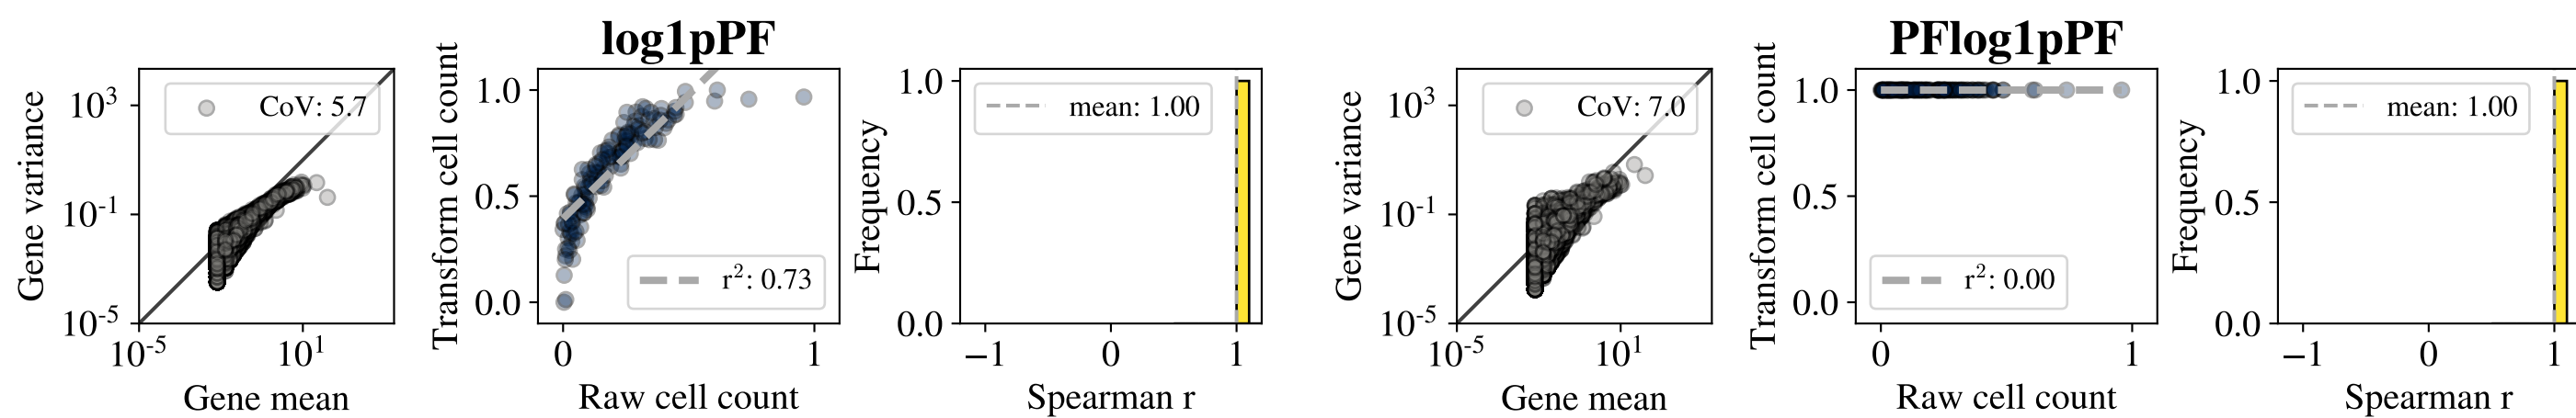 log1pPF
Gene variance
10^3
10^-1
10^-5
CoV: 5.7
10^-5
10^1
Gene mean
Transform cell count
1.0
0.5
0.0
r²: 0.73
0
1
Raw cell count
Frequency
1.0
0.5
0.0
mean: 1.00
−1
0
1
Spearman r
PFlog1pPF
Gene variance
10^3
10^-1
10^-5
CoV: 7.0
10^-5
10^1
Gene mean
Transform cell count
1.0
0.5
0.0
r²: 0.00
0
1
Raw cell count
Frequency
1.0
0.5
0.0
mean: 1.00
−1
0
1
Spearman r